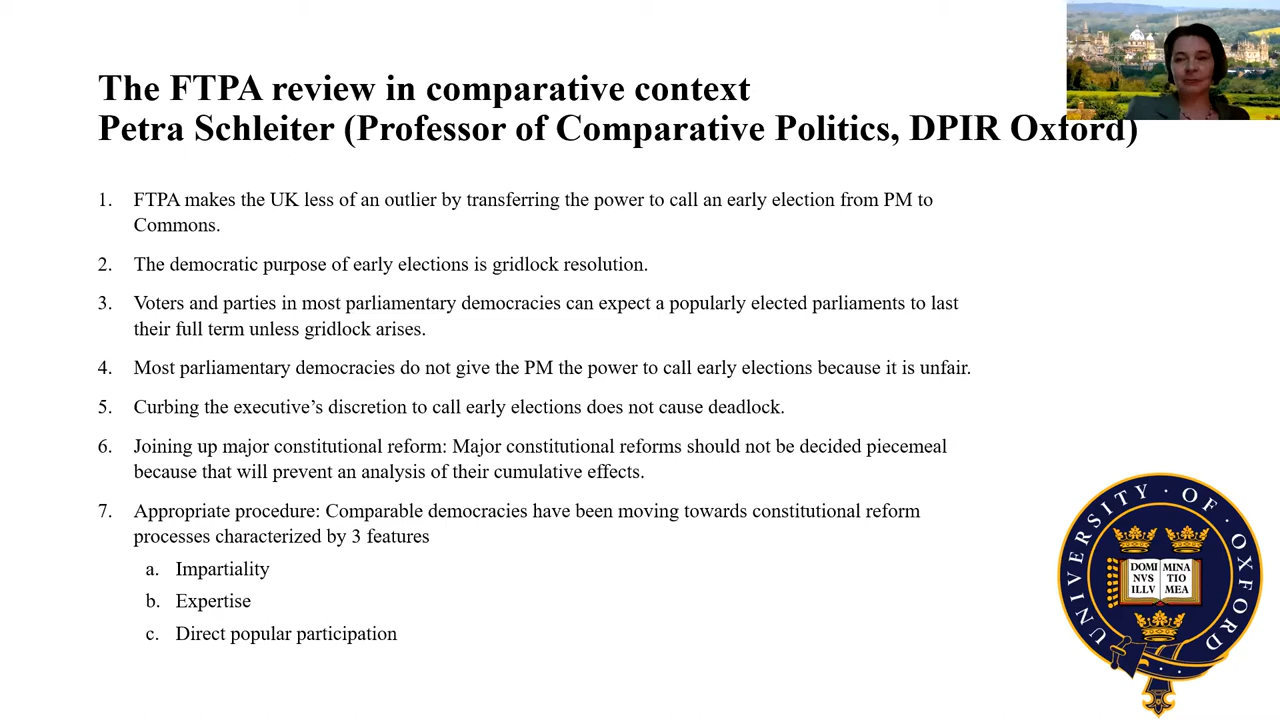 The FTPA review in comparative context
Petra Schleiter (Professor of Comparative Politics, DPIR Oxford)
1. FTPA makes the UK less of an outlier by transferring the power to call an early election from PM to
Commons.
2. The democratic purpose of early elections is gridlock resolution.
3. Voters and parties in most parliamentary democracies can expect a popularly elected parliaments to last
their full term unless gridlock arises.
4. Most parliamentary democracies do not give the PM the power to call early elections because it is unfair.
5. Curbing the executive’s discretion to call early elections does not cause deadlock.
6. Joining up major constitutional reform: Major constitutional reforms should not be decided piecemeal
because that will prevent an analysis of their cumulative effects.
7. Appropriate procedure: Comparable democracies have been moving towards constitutional reform
processes characterized by 3 features
a. Impartiality
b. Expertise
c. Direct popular participation
UNIVERSITY · OF · OXFORD
DOMI MINA
NVS TIO
ILLV MEA